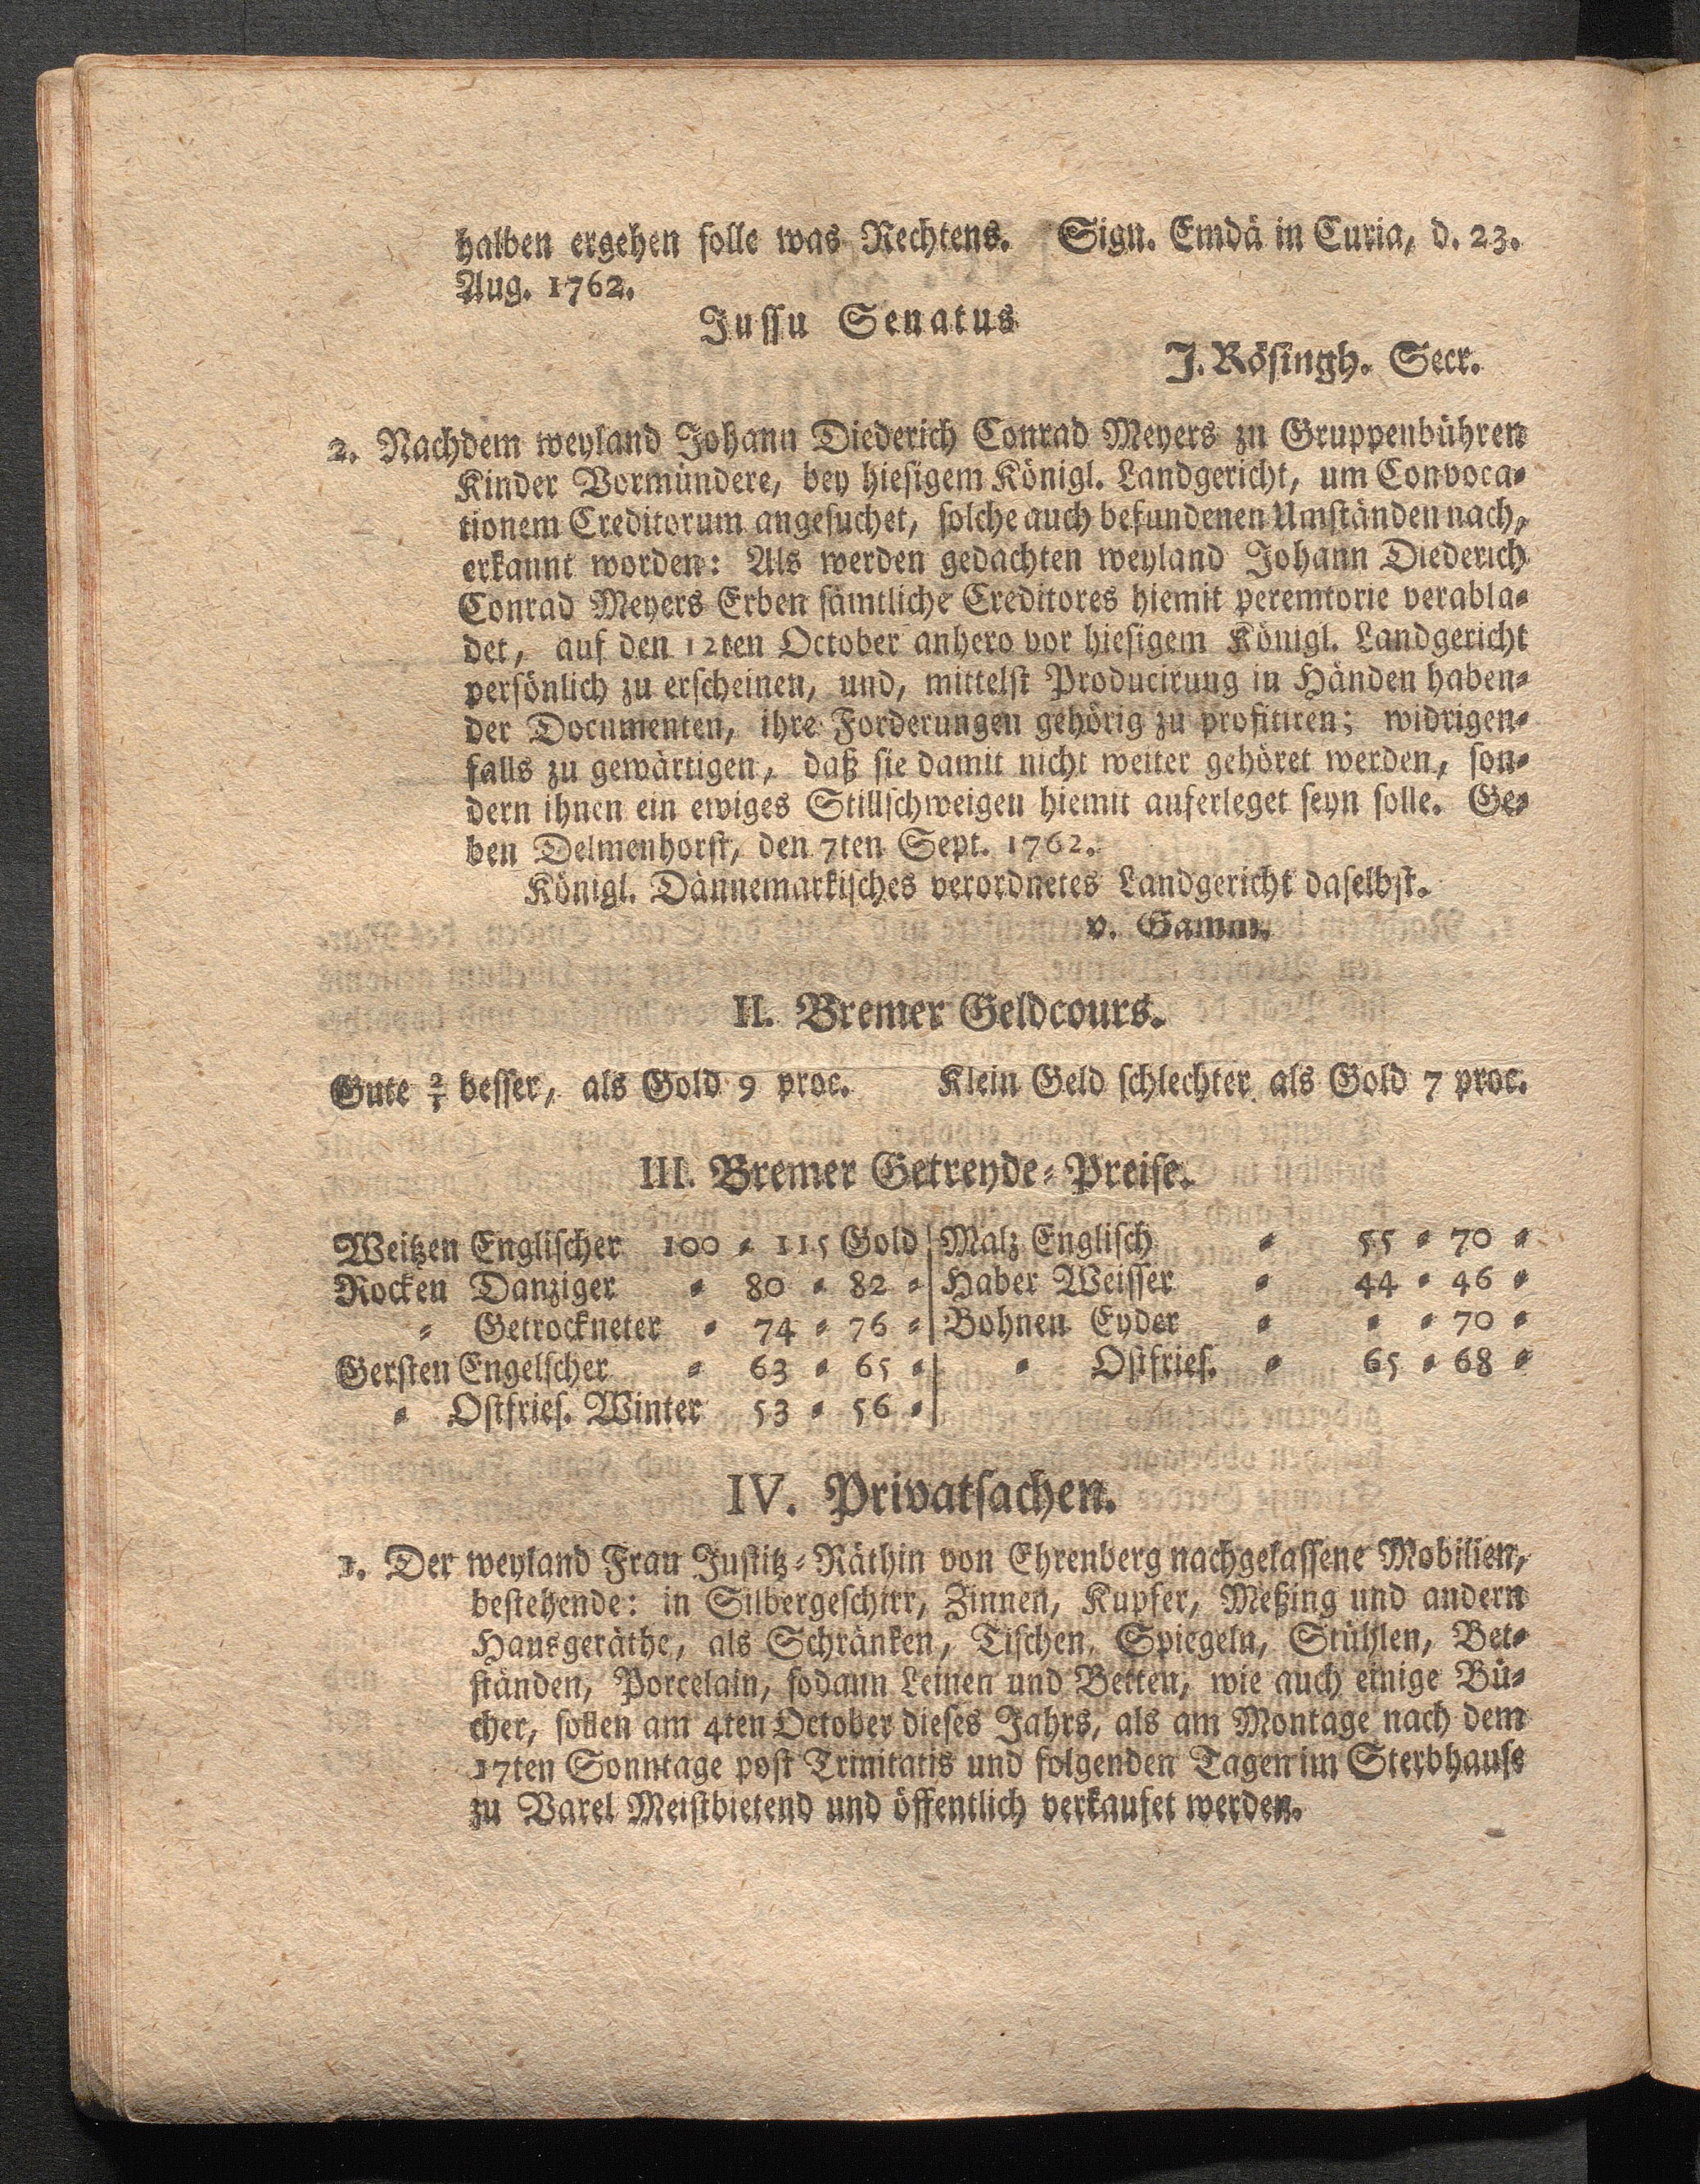 halben ergehen solle was Rechtens. Sign. Emdä in Curia, d. 23.
Aug. 1762.
Jussu Senatus
J. Rösingh. Secr.
2. Nachdem weyland Johann Diederich Conrad Meyers zu Gruppenbühren
Kinder Vormündere, bey hiesigem Königl. Landgericht, um Convoca-
tionem Creditorum angesuchet, solche auch befundenen Umständen nach,
erkannt worden: Als werden gedachten weyland Johann Diederich
Conrad Meyers Erben sämtliche Creditores hiemit peremtorie verabla-
det, auf den 12ten October anhero vor hiesigem Königl. Landgericht
persönlich zu erscheinen, und, mittelst Producirung in Händen haben-
der Documenten, ihre Forderungen gehörig zu profitiren; widrigen-
falls zu gewärtigen, daß sie damit nicht weiter gehöret werden, son-
dern ihnen ein ewiges Stillschweigen hiemit auferleget seyn solle. Ge-
ben Delmenhorst, den 7ten Sept. 1762.
Königl. Dännemarkisches verordnetes Landgericht daselbst.
v. Gamm.
II. Bremer Geldcours.
Gute 2/1 besser, als Gold 9 proc. Klein Geld schlechter als Gold 7 proc.
III. Bremer Getreyde-Preise.
Weitzen Englischer 100 - 115 Gold | Malz Englisch - 55 - 70 -
Rocken Danziger - 80 - 82 - | Haber Weisser - 44 - 46 -
- Getrockneter - 74 - 76 - | Bohnen Eyder - - - 70 -
Gersten Engelscher - 63 - 65 - | - Ostfries. - 65 - 68 -
- Ostfries. Winter 53 - 56 - |
IV. Privatsachen.
1. Der weyland Frau Justitz-Räthin von Ehrenberg nachgelassene Mobilien,
bestehende: in Silbergeschirr, Zinnen, Kupfer, Meßing und andern
Hausgeräthe, als Schränken, Tischen, Spiegeln, Stühlen, Bet-
ständen, Porcelain, sodann Leinen und Betten, wie auch einige Bü-
cher, sollen am 4ten October dieses Jahrs, als am Montage nach dem
17ten Sonntage post Trinitatis und folgenden Tagen im Sterbhause
zu Varel Meistbietend und öffentlich verkaufet werden.